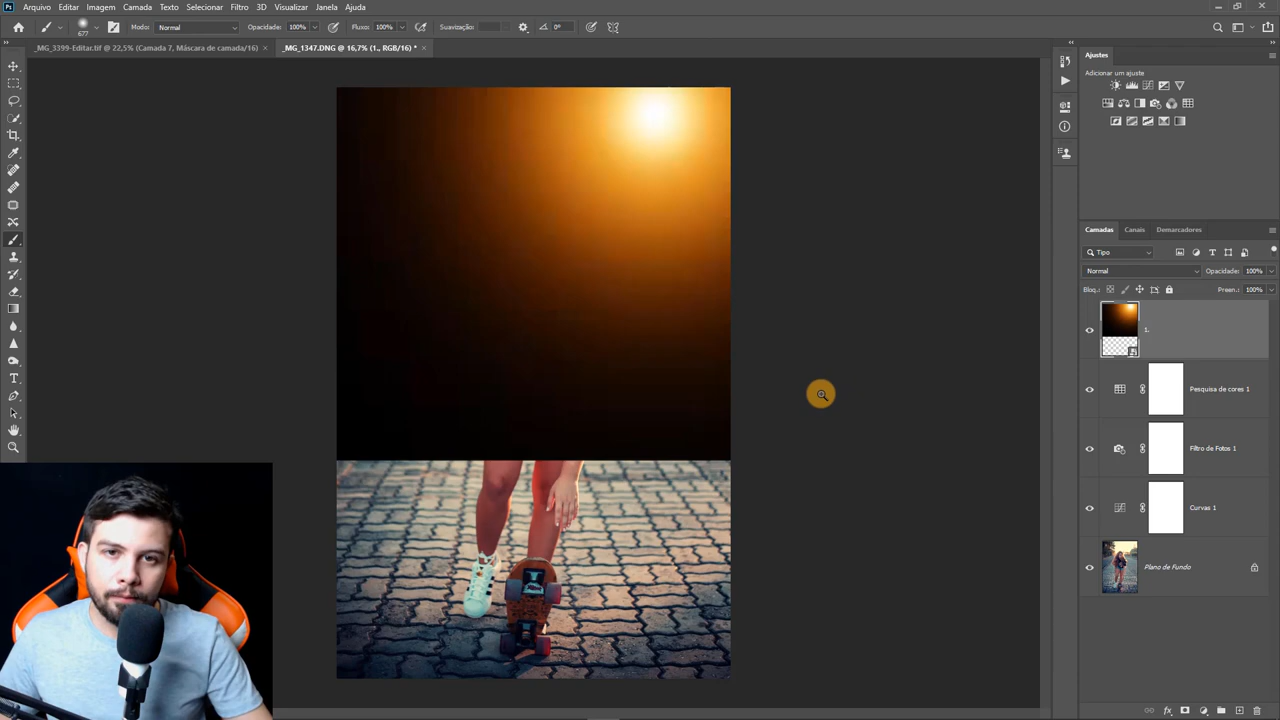 Ps Arquivo Editar Imagem Camada Texto Selecionar Filtro 3D Visualizar Janela Ajuda
577 Modo: Normal Opacidade: 100% Fluxo: 100% Suavização: 0°
_MG_3399-Editar.tif @ 22,5% (Camada 7, Máscara de camada/16) × _MG_1347.DNG @ 16,7% (1., RGB/16) * ×
Ajustes
Adicionar um ajuste
Camadas Canais Demarcadores
Tipo
Normal Opacidade: 100%
Bloq.: Preen.: 100%
1.
Pesquisa de cores 1
Filtro de Fotos 1
Curvas 1
Plano de Fundo